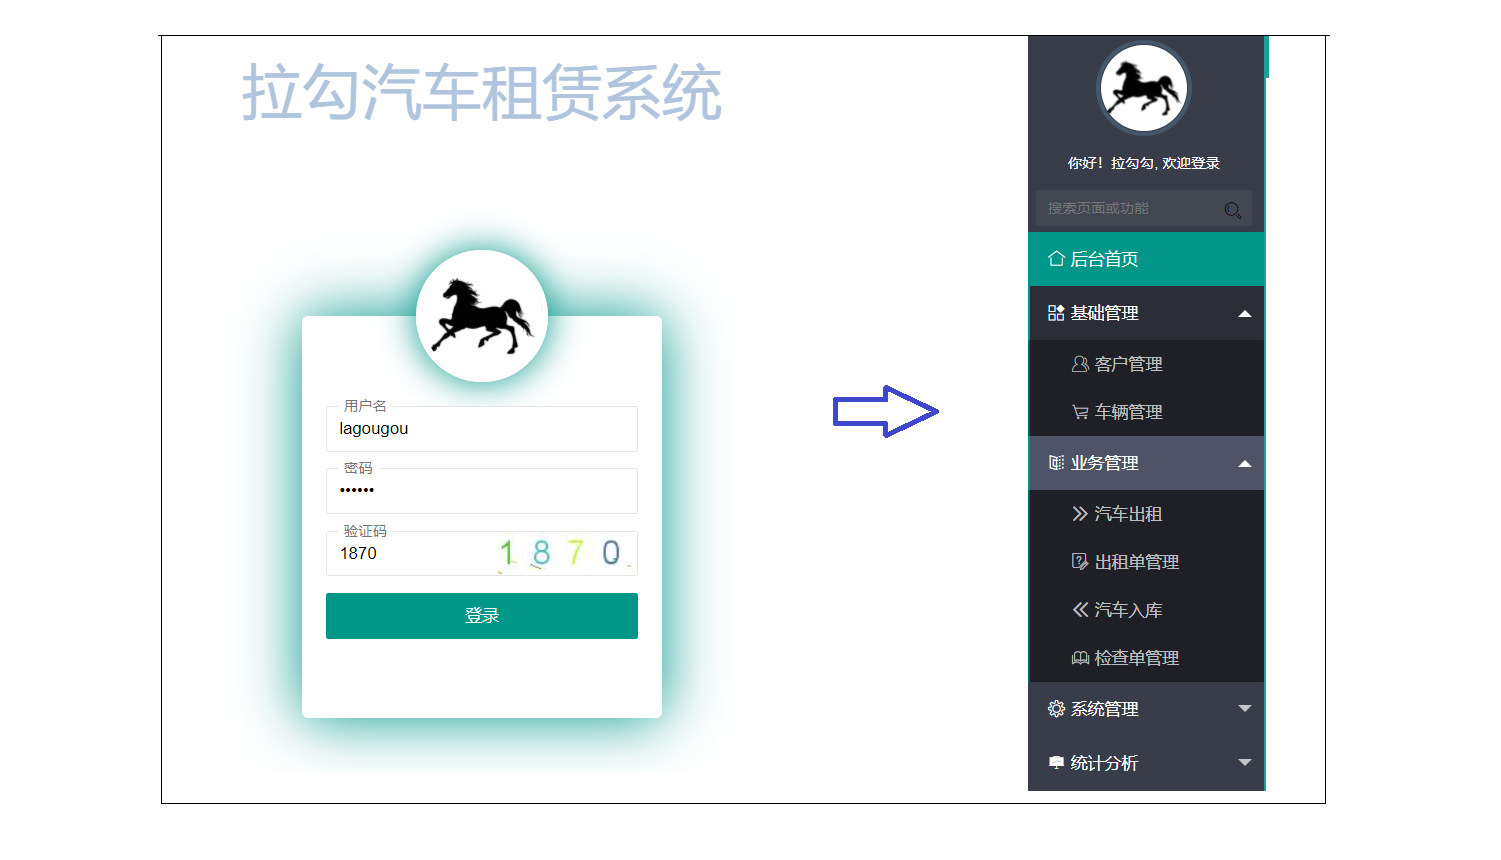 拉勾汽车租赁系统
用户名
lagougou
密码
••••••
验证码
1870
1870
登录
你好！拉勾勾, 欢迎登录
搜索页面或功能
后台首页
基础管理
客户管理
车辆管理
业务管理
汽车出租
出租单管理
汽车入库
检查单管理
系统管理
统计分析